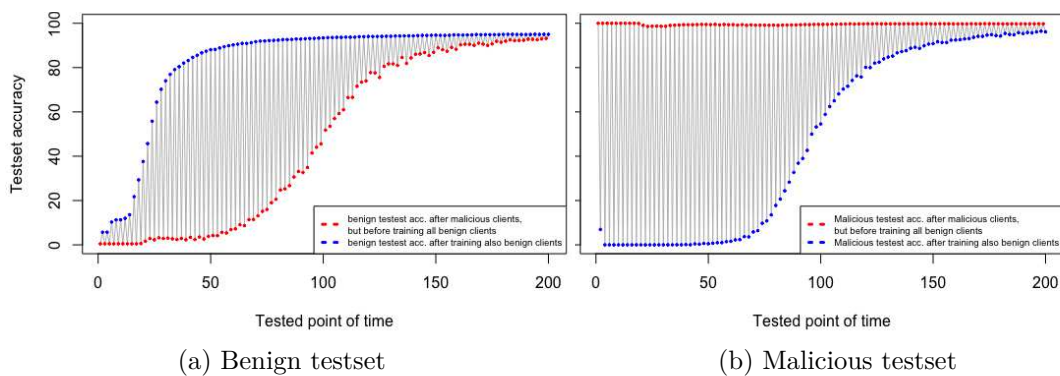 Testset accuracy
100
80
60
40
20
0
benign testest acc. after malicious clients,
but before training all benign clients
benign testest acc. after training also benign clients
0 50 100 150 200
Tested point of time
(a) Benign testset
Malicious testest acc. after malicious clients,
but before training all benign clients
Malicious testest acc. after training also benign clients
0 50 100 150 200
Tested point of time
(b) Malicious testset